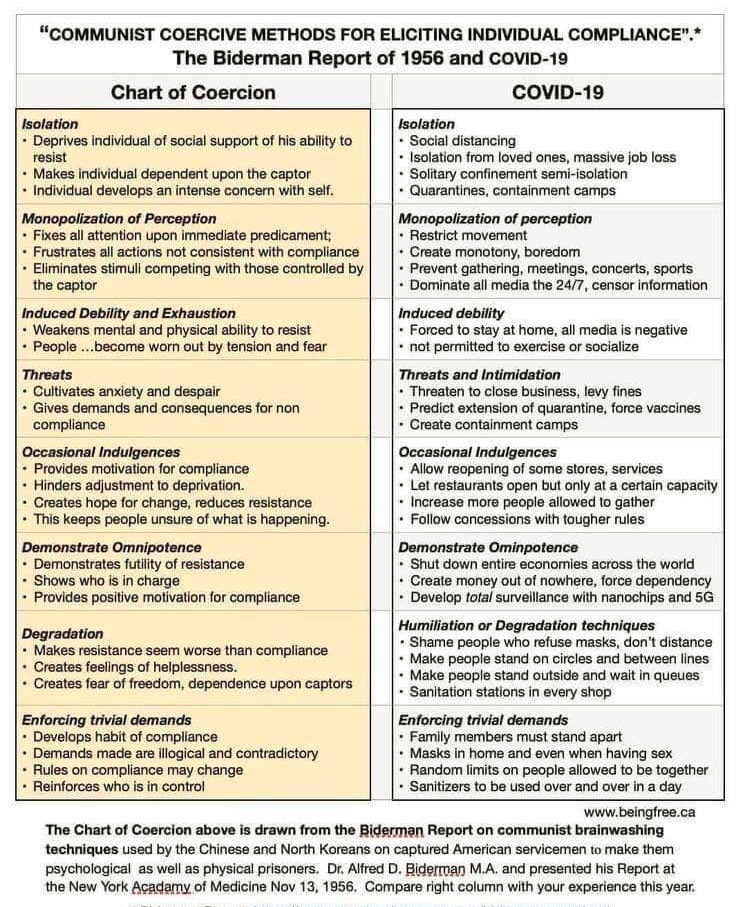 “COMMUNIST COERCIVE METHODS FOR ELICITING INDIVIDUAL COMPLIANCE”.*
The Biderman Report of 1956 and COVID-19
Chart of Coercion
COVID-19
Isolation
• Deprives individual of social support of his ability to
resist
• Makes individual dependent upon the captor
• Individual develops an intense concern with self.
Isolation
• Social distancing
• Isolation from loved ones, massive job loss
• Solitary confinement semi-isolation
• Quarantines, containment camps
Monopolization of Perception
• Fixes all attention upon immediate predicament;
• Frustrates all actions not consistent with compliance
• Eliminates stimuli competing with those controlled by
the captor
Monopolization of perception
• Restrict movement
• Create monotony, boredom
• Prevent gathering, meetings, concerts, sports
• Dominate all media the 24/7, censor information
Induced Debility and Exhaustion
• Weakens mental and physical ability to resist
• People ...become worn out by tension and fear
Induced debility
• Forced to stay at home, all media is negative
• not permitted to exercise or socialize
Threats
• Cultivates anxiety and despair
• Gives demands and consequences for non
compliance
Threats and Intimidation
• Threaten to close business, levy fines
• Predict extension of quarantine, force vaccines
• Create containment camps
Occasional Indulgences
• Provides motivation for compliance
• Hinders adjustment to deprivation.
• Creates hope for change, reduces resistance
• This keeps people unsure of what is happening.
Occasional Indulgences
• Allow reopening of some stores, services
• Let restaurants open but only at a certain capacity
• Increase more people allowed to gather
• Follow concessions with tougher rules
Demonstrate Omnipotence
• Demonstrates futility of resistance
• Shows who is in charge
• Provides positive motivation for compliance
Demonstrate Ominpotence
• Shut down entire economies across the world
• Create money out of nowhere, force dependency
• Develop total surveillance with nanochips and 5G
Degradation
• Makes resistance seem worse than compliance
• Creates feelings of helplessness.
• Creates fear of freedom, dependence upon captors
Humiliation or Degradation techniques
• Shame people who refuse masks, don’t distance
• Make people stand on circles and between lines
• Make people stand outside and wait in queues
• Sanitation stations in every shop
Enforcing trivial demands
• Develops habit of compliance
• Demands made are illogical and contradictory
• Rules on compliance may change
• Reinforces who is in control
Enforcing trivial demands
• Family members must stand apart
• Masks in home and even when having sex
• Random limits on people allowed to be together
• Sanitizers to be used over and over in a day
www.beingfree.ca
The Chart of Coercion above is drawn from the Biderman Report on communist brainwashing
techniques used by the Chinese and North Koreans on captured American servicemen to make them
psychological as well as physical prisoners. Dr. Alfred D. Biderman M.A. and presented his Report at
the New York Acadamy of Medicine Nov 13, 1956. Compare right column with your experience this year.